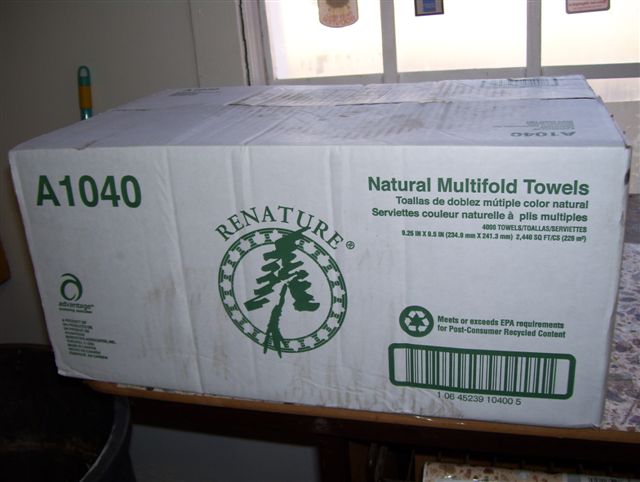 A1040
A1040
Natural Multifold Towels
Toallas de doblez mútiple color natural
Serviettes couleur naturelle à plis multiples
4000 TOWELS/TOALLAS/SERVIETTES
9.25 IN X 9.5 IN (234.9 mm X 241.3 mm) 2,440 SQ FT/CS (226 m²)
RENATURE®
advantage
Meets or exceeds EPA requirements
for Post-Consumer Recycled Content
1 06 45239 10400 5